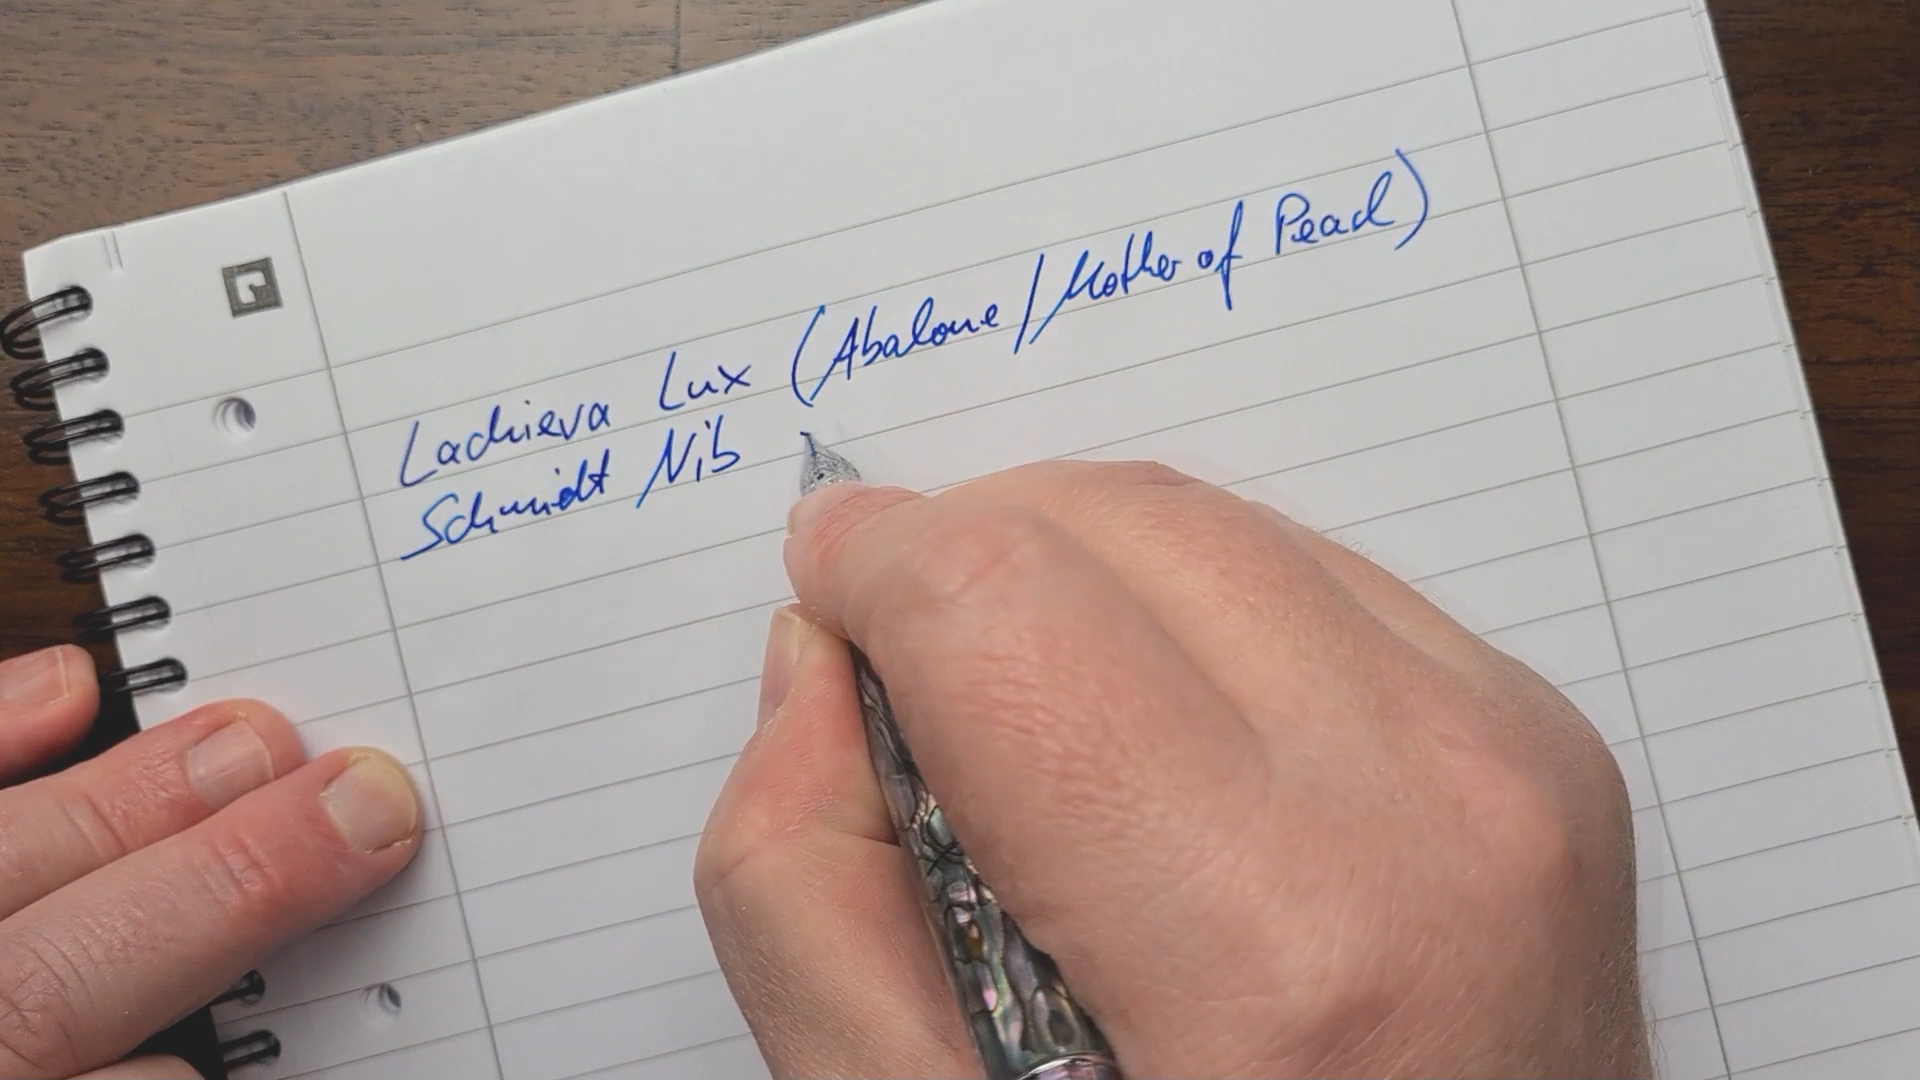 Lachieva Lux (Abalone/Mother of Pearl)
Schmidt Nib